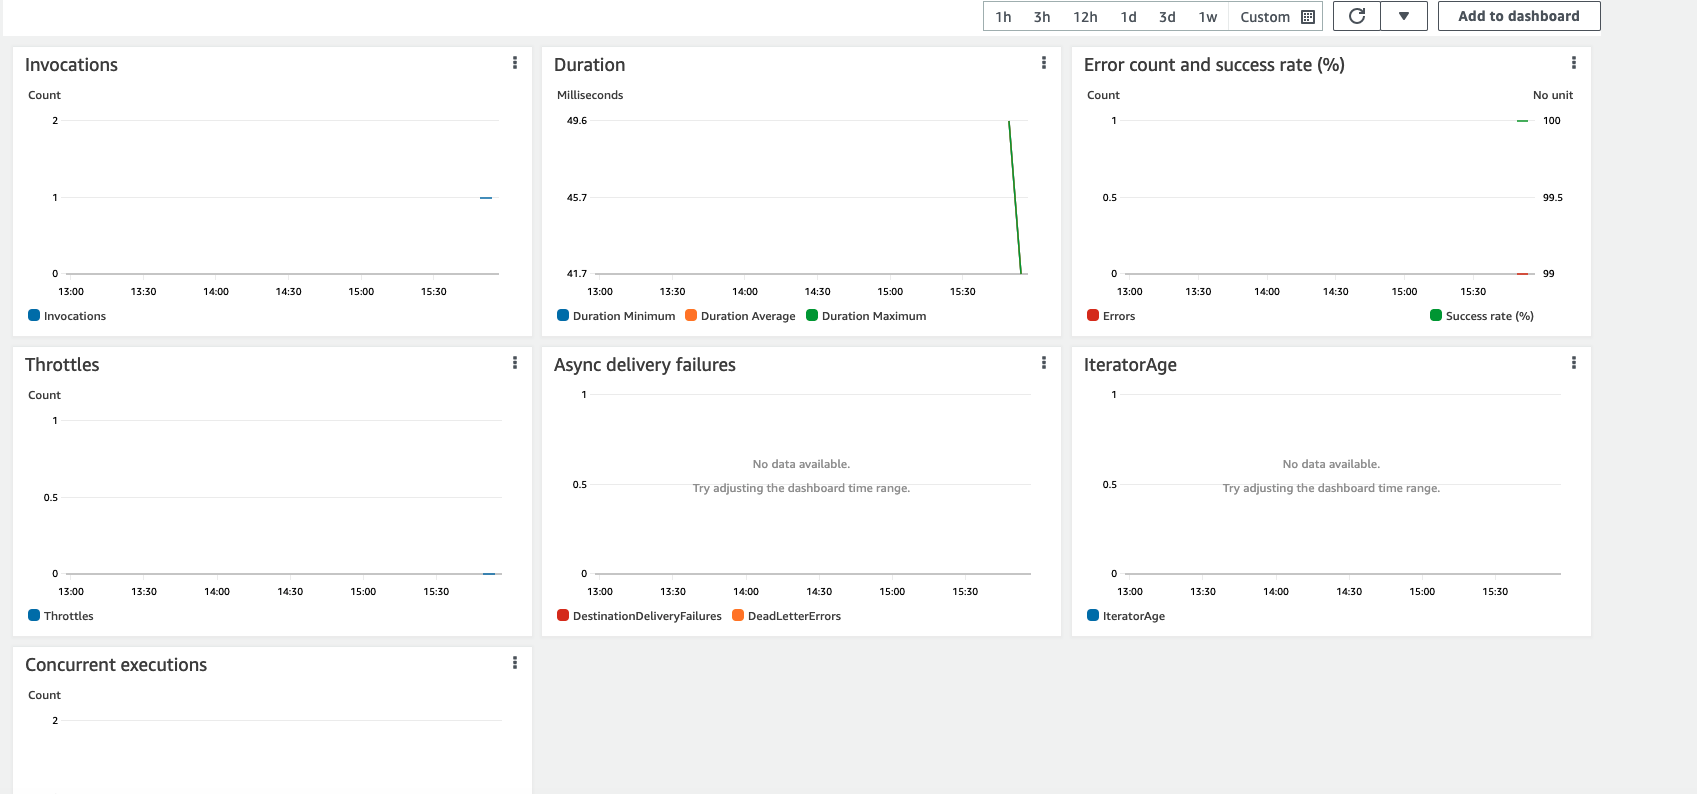 1h 3h 12h 1d 3d 1w Custom Add to dashboard
Invocations
Count
2
1
0
13:00 13:30 14:00 14:30 15:00 15:30
Invocations
Duration
Milliseconds
49.6
45.7
41.7
13:00 13:30 14:00 14:30 15:00 15:30
Duration Minimum Duration Average Duration Maximum
Error count and success rate (%)
Count No unit
1 100
0.5 99.5
0 99
13:00 13:30 14:00 14:30 15:00 15:30
Errors Success rate (%)
Throttles
Count
1
0.5
0
13:00 13:30 14:00 14:30 15:00 15:30
Throttles
Async delivery failures
1
No data available.
0.5
Try adjusting the dashboard time range.
0
13:00 13:30 14:00 14:30 15:00 15:30
DestinationDeliveryFailures DeadLetterErrors
IteratorAge
1
No data available.
0.5
Try adjusting the dashboard time range.
0
13:00 13:30 14:00 14:30 15:00 15:30
IteratorAge
Concurrent executions
Count
2